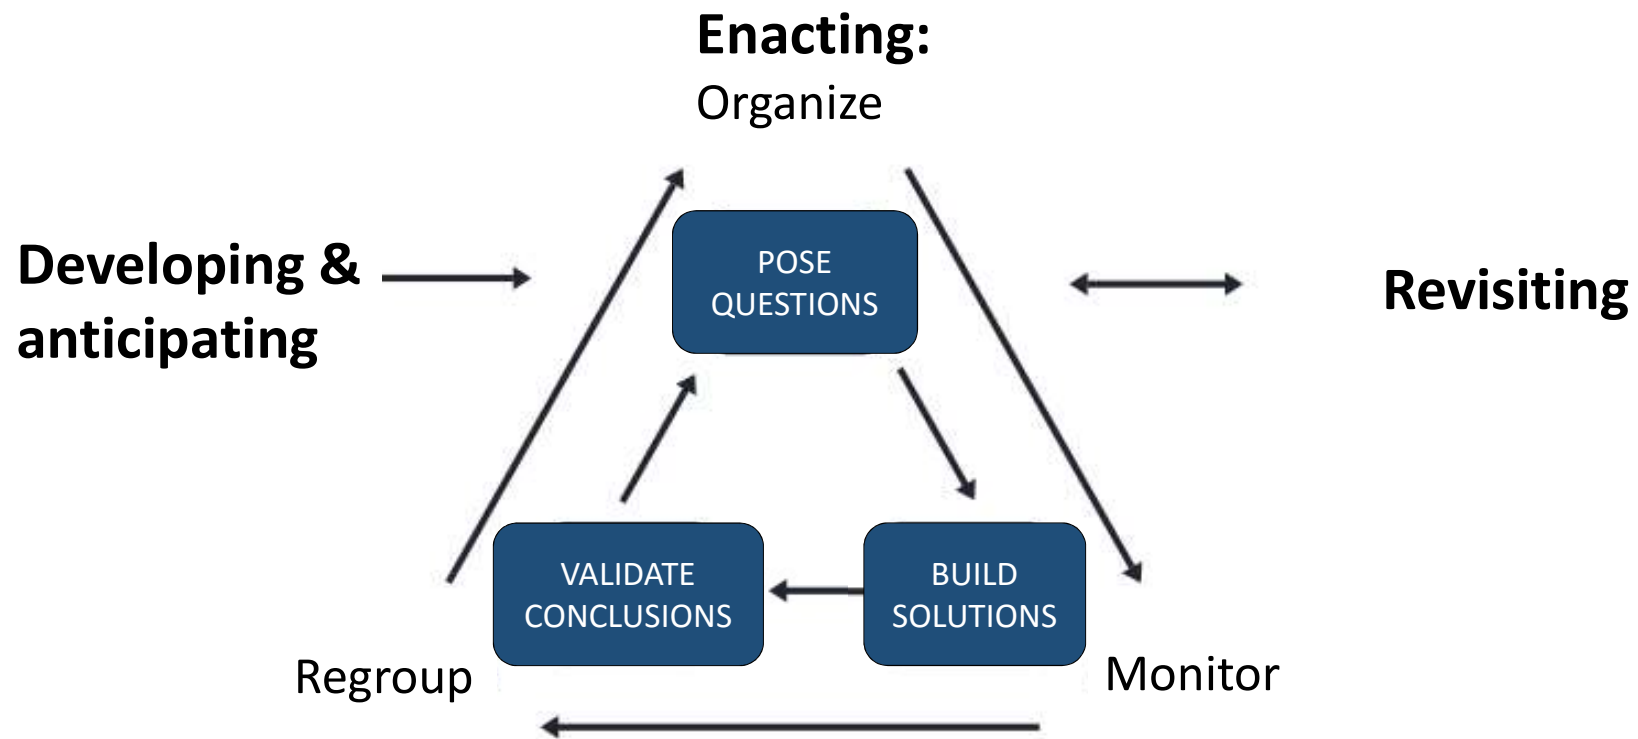 Enacting:
Organize
Developing &
anticipating
POSE
QUESTIONS
Revisiting
VALIDATE
CONCLUSIONS
BUILD
SOLUTIONS
Regroup
Monitor